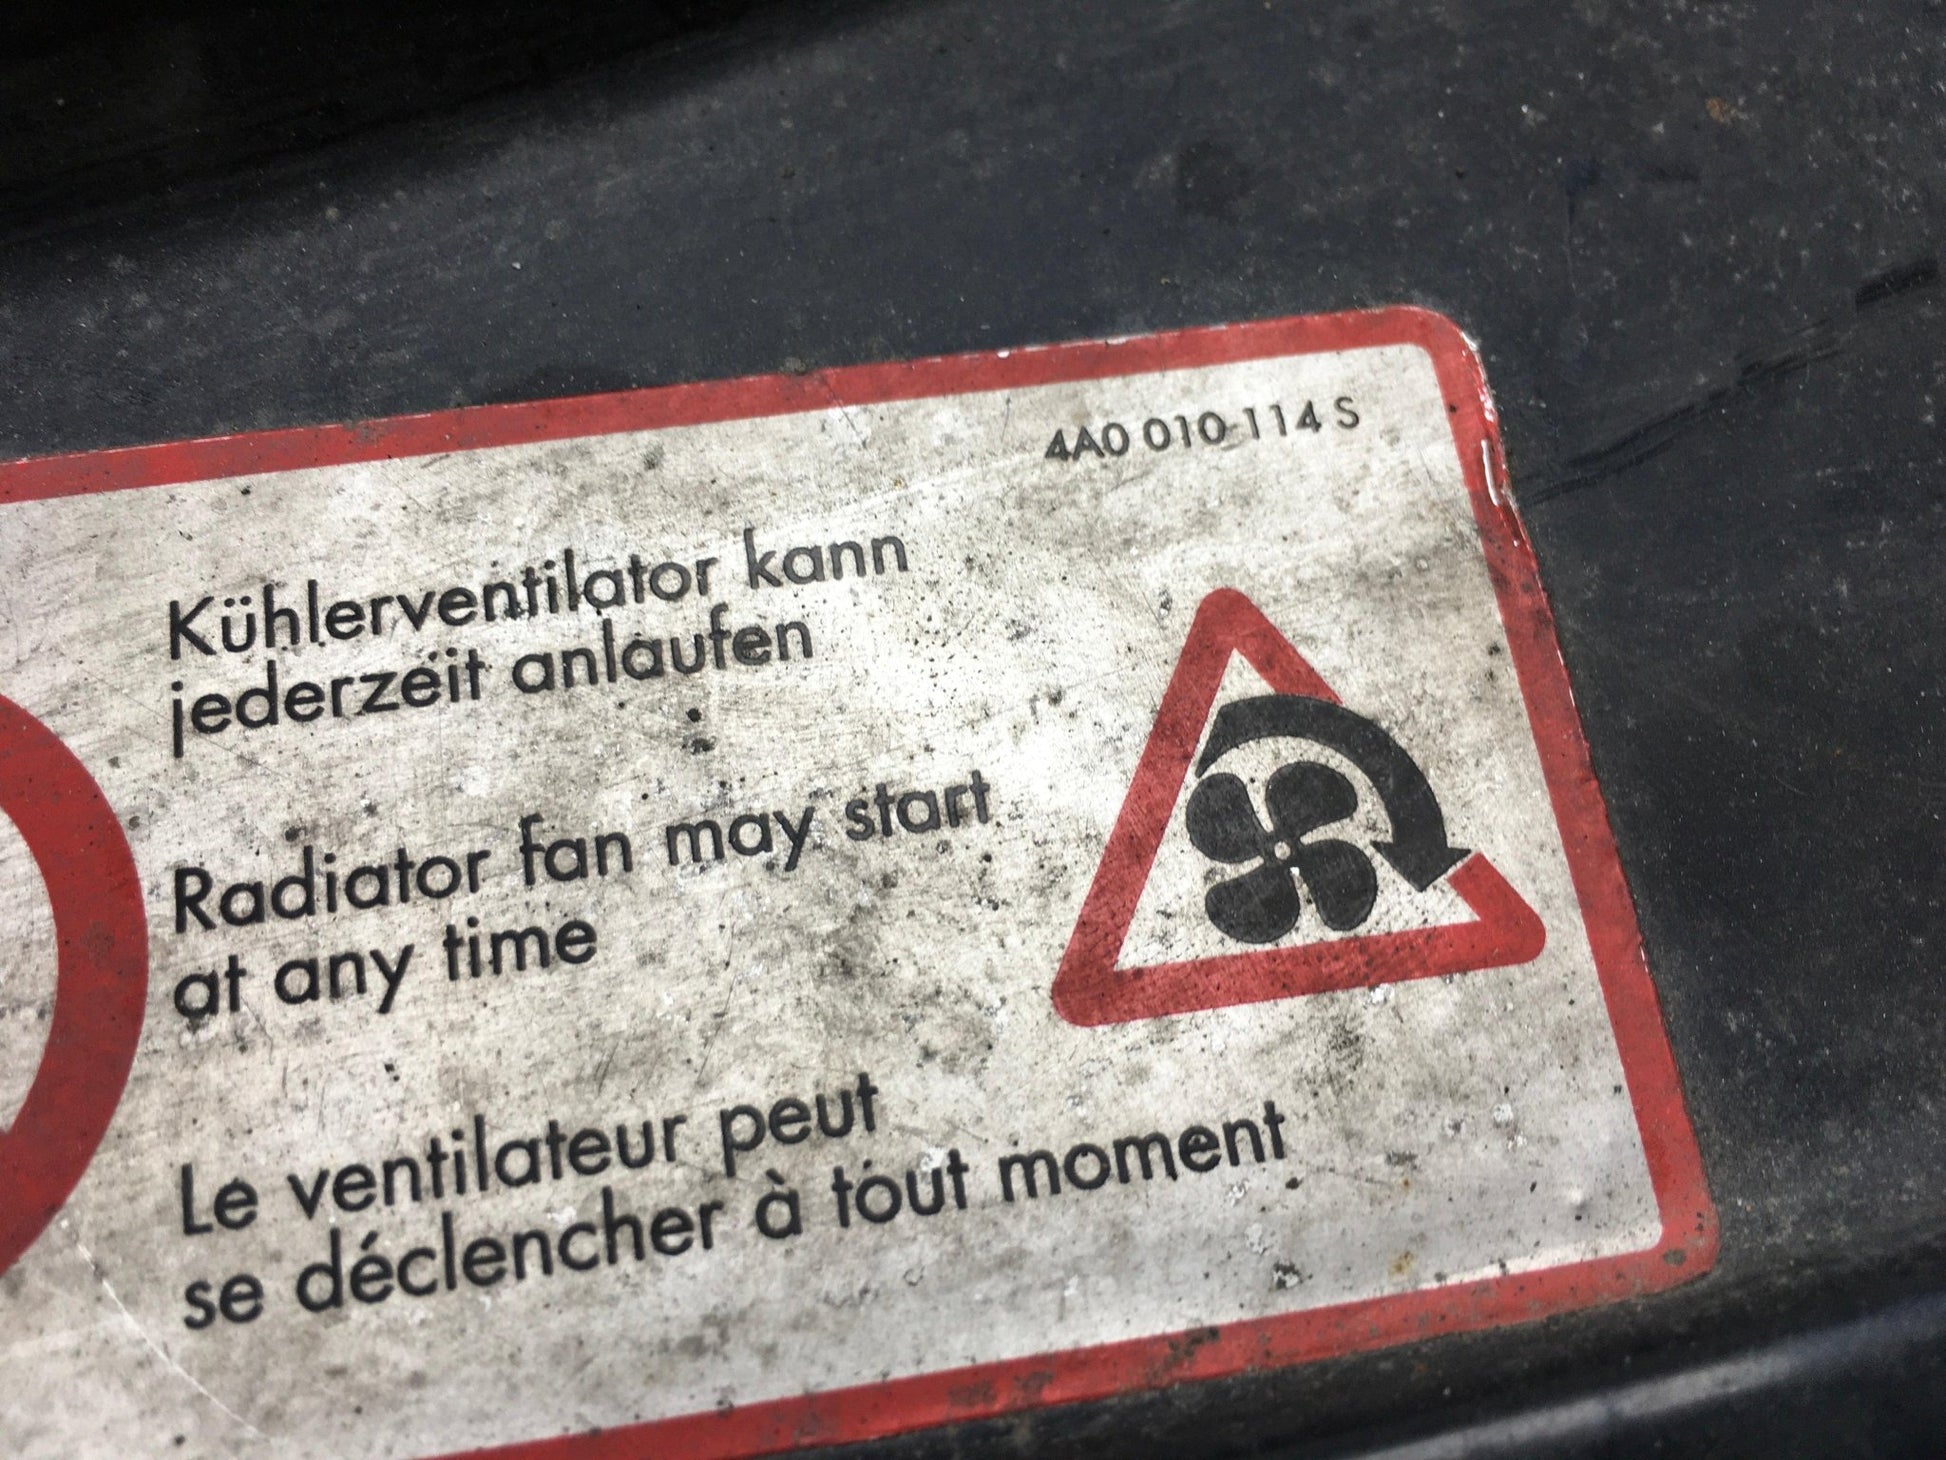 4A0 010 114 S
Kühlerventilator kann
jederzeit anlaufen
Radiator fan may start
at any time
Le ventilateur peut
se déclencher à tout moment